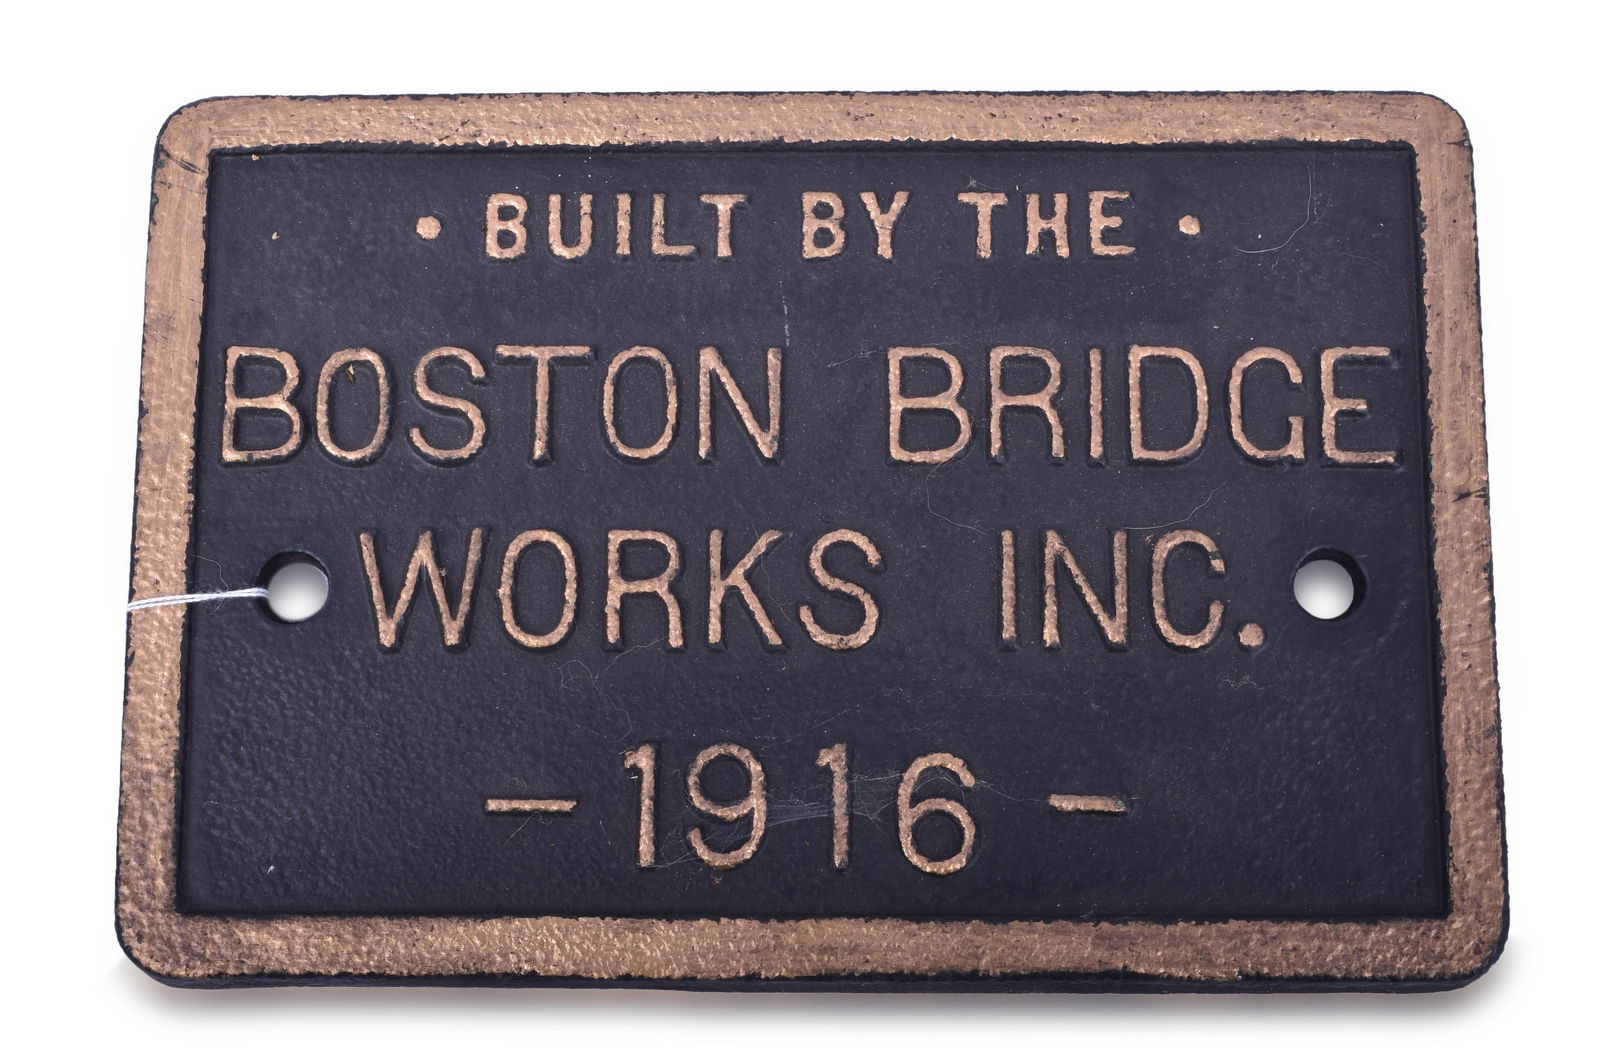 · BUILT BY THE ·
BOSTON BRIDGE
WORKS INC.
– 1916 –